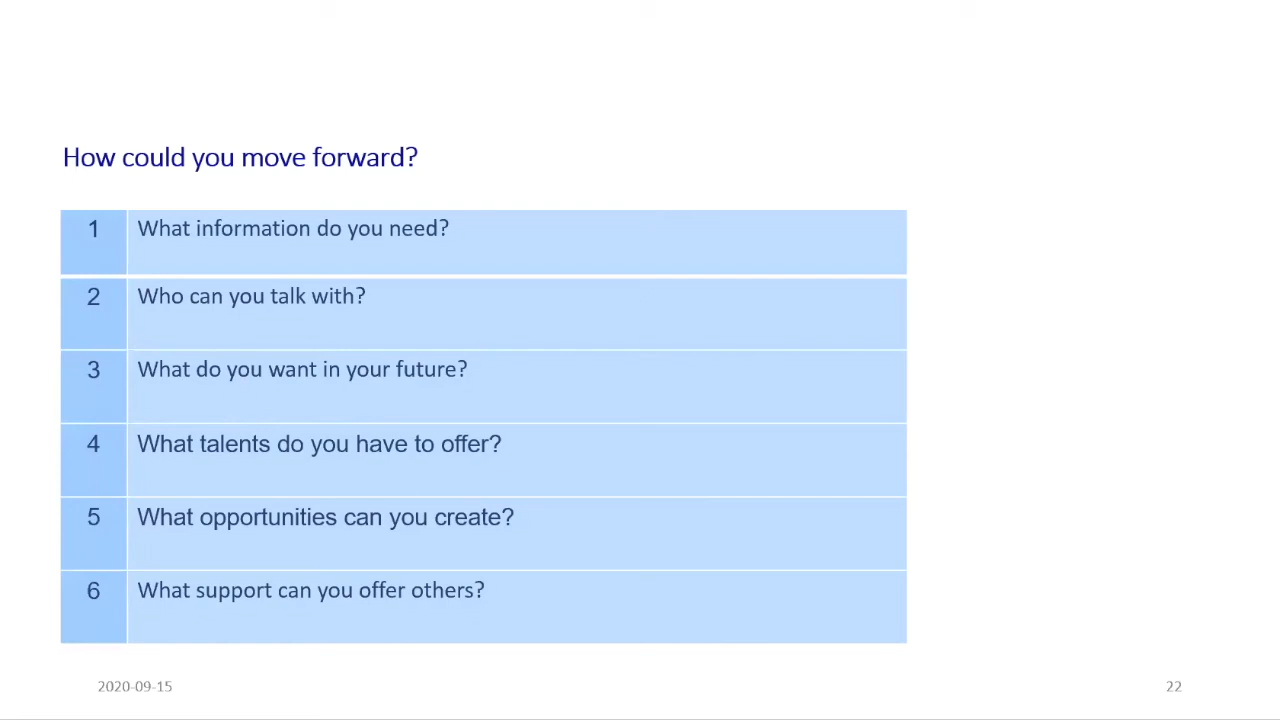 How could you move forward?
1 What information do you need?
2 Who can you talk with?
3 What do you want in your future?
4 What talents do you have to offer?
5 What opportunities can you create?
6 What support can you offer others?
2020-09-15 22